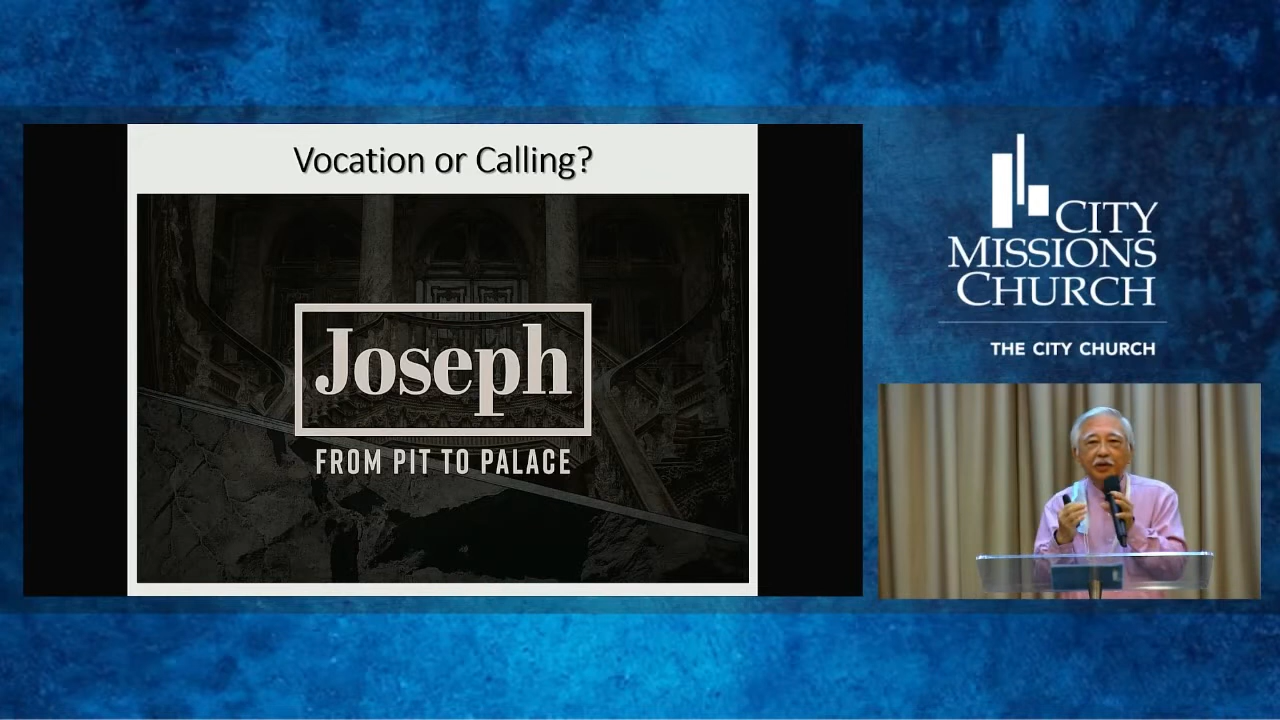 Vocation or Calling?
Joseph
FROM PIT TO PALACE
CITY
MISSIONS
CHURCH
THE CITY CHURCH